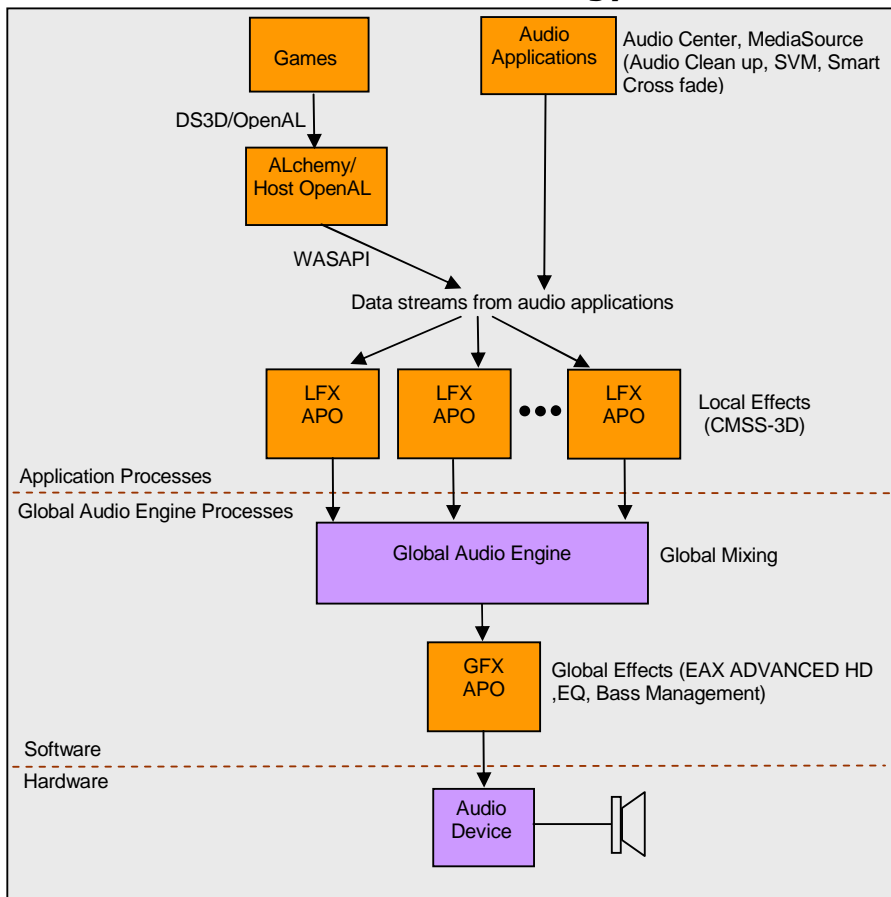 Games
Audio
Applications
Audio Center, MediaSource
(Audio Clean up, SVM, Smart
Cross fade)
DS3D/OpenAL
ALchemy/
Host OpenAL
WASAPI
Data streams from audio applications
LFX
APO
LFX
APO
LFX
APO
Local Effects
(CMSS-3D)
Application Processes
Global Audio Engine Processes
Global Audio Engine
Global Mixing
GFX
APO
Global Effects (EAX ADVANCED HD
,EQ, Bass Management)
Software
Hardware
Audio
Device